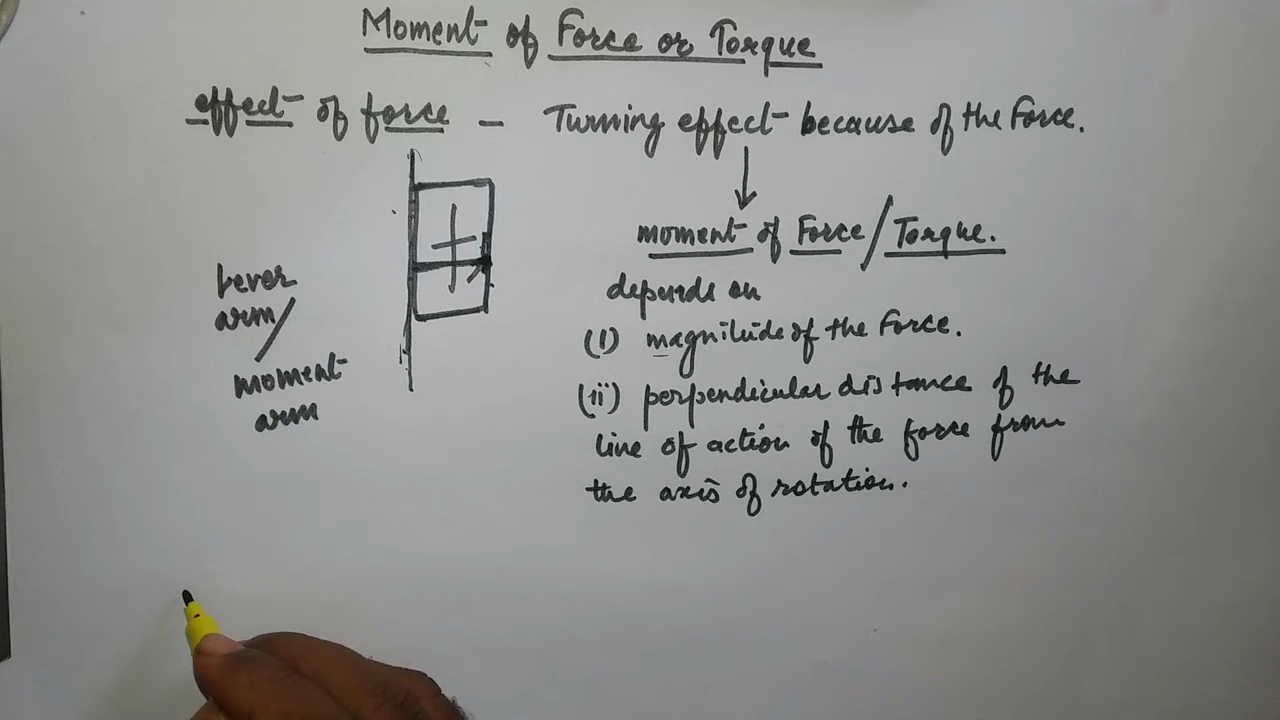 Moment of Force or Torque
effect of force - Turning effect because of the Force.
moment of Force / Torque.
depends on
(i) magnitude of the Force.
(ii) perpendicular distance of the
line of action of the force from
the axis of rotation.
Lever
arm /
moment
arm